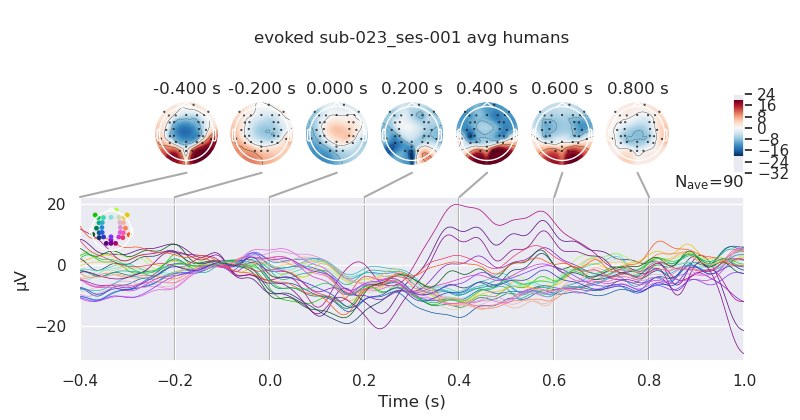 evoked sub-023_ses-001 avg humans
-0.400 s -0.200 s 0.000 s 0.200 s 0.400 s 0.600 s 0.800 s
24
16
8
0
−8
−16
−24
−32
Nave=90
20
0
−20
µV
−0.4 −0.2 0.0 0.2 0.4 0.6 0.8 1.0
Time (s)